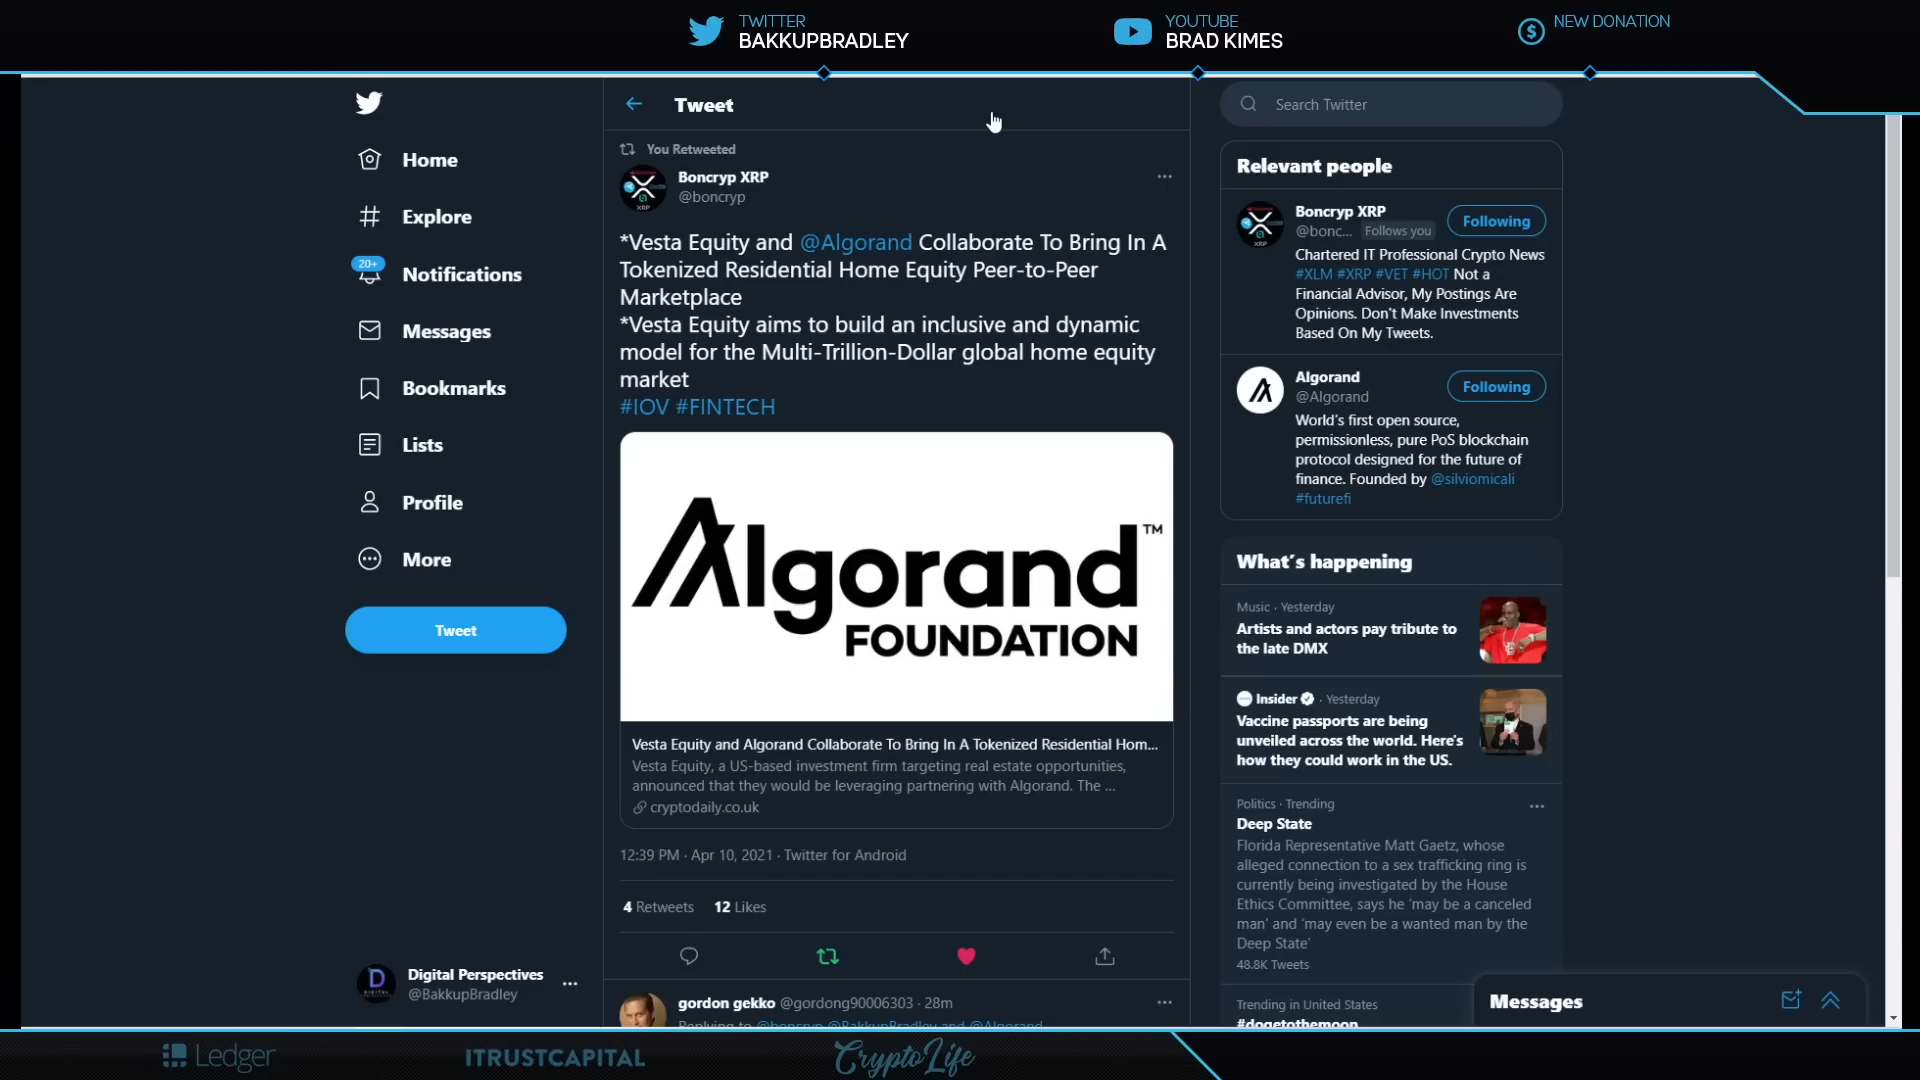 TWITTER
BAKKUPBRADLEY
YOUTUBE
BRAD KIMES
NEW DONATION
Home
Explore
20+
Notifications
Messages
Bookmarks
Lists
Profile
More
Tweet
Digital Perspectives
@BakkupBradley
Tweet
You Retweeted
Boncryp XRP
@boncryp
*Vesta Equity and @Algorand Collaborate To Bring In A
Tokenized Residential Home Equity Peer-to-Peer
Marketplace
*Vesta Equity aims to build an inclusive and dynamic
model for the Multi-Trillion-Dollar global home equity
market
#IOV #FINTECH
Algorand™
FOUNDATION
Vesta Equity and Algorand Collaborate To Bring In A Tokenized Residential Hom...
Vesta Equity, a US-based investment firm targeting real estate opportunities,
announced that they would be leveraging partnering with Algorand. The ...
cryptodaily.co.uk
12:39 PM · Apr 10, 2021 · Twitter for Android
4 Retweets 12 Likes
gordon gekko @gordong90006303 · 28m
Replying to @boncryp @BakkupBradley and @Algorand
Search Twitter
Relevant people
Boncryp XRP
@bonc... Follows you
Following
Chartered IT Professional Crypto News
#XLM #XRP #VET #HOT Not a
Financial Advisor, My Postings Are
Opinions. Don't Make Investments
Based On My Tweets.
Algorand
@Algorand
Following
World's first open source,
permissionless, pure PoS blockchain
protocol designed for the future of
finance. Founded by @silviomicali
#futurefi
What's happening
Music · Yesterday
Artists and actors pay tribute to
the late DMX
Insider · Yesterday
Vaccine passports are being
unveiled across the world. Here's
how they could work in the US.
Politics · Trending
Deep State
Florida Representative Matt Gaetz, whose
alleged connection to a sex trafficking ring is
currently being investigated by the House
Ethics Committee, says he 'may be a canceled
man' and 'may even be a wanted man by the
Deep State'
48.8K Tweets
Trending in United States
#dogetothemoon
Messages
Ledger
ITRUSTCAPITAL
CryptoLife